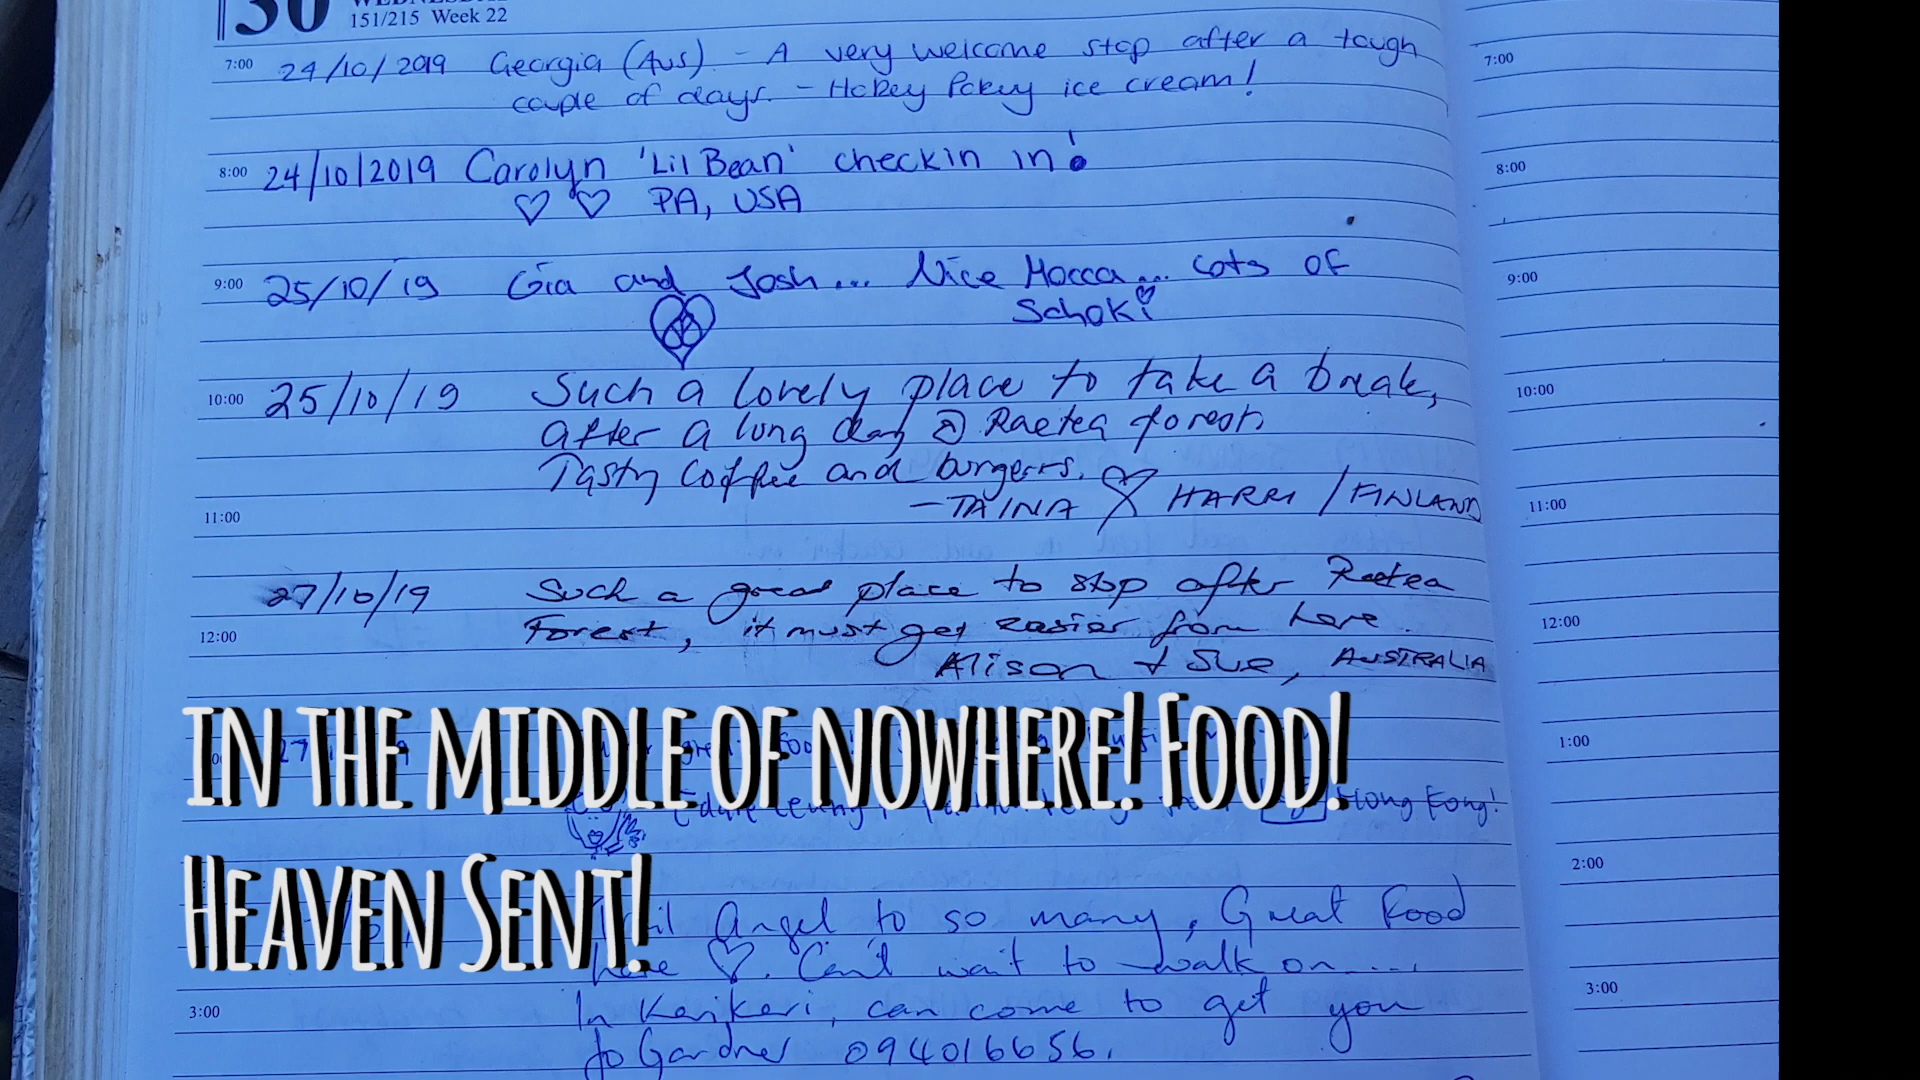 30 WEDNESDAY
151/215 Week 22
7:00 24/10/2019 Georgia (Aus) - A very welcome stop after a tough 7:00
couple of days. - Hokey Pokey ice cream!
8:00 24/10/2019 Carolyn 'Lil Bean' checkin in! 8:00
PA, USA
9:00 25/10/19 Gia and Josh... Nice Mocca... Lots of 9:00
Schoki
10:00 25/10/19 Such a lovely place to take a break, 10:00
after a long day @ Raetea forest.
Tasty coffee and burgers.
11:00 - TAINA HARRI / FINLAND 11:00
27/10/19 Such a great place to stop after Raetea
12:00 Forest, it must get easier from here. 12:00
Alison + Sue, AUSTRALIA
IN THE MIDDLE OF NOWHERE! FOOD!
1:00
Hong Kong!
HEAVEN SENT!
2:00
Angel to so many, Great Food
here. Can't wait to walk on....
3:00 In Kerikeri, can come to get you 3:00
Jo Gardner 094016656.